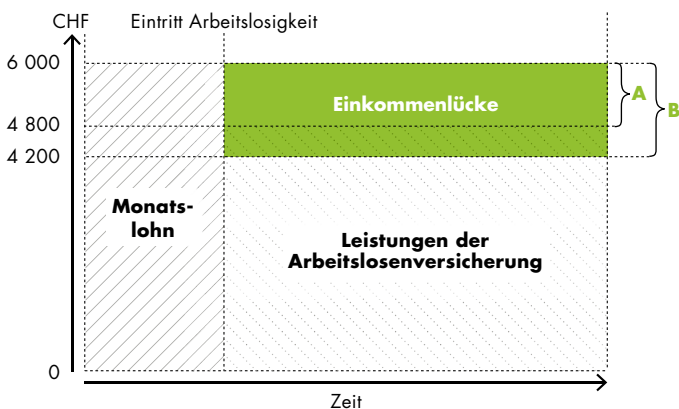 CHF
Eintritt Arbeitslosigkeit
6 000
Einkommenlücke
A
B
4 800
4 200
Monats-
lohn
Leistungen der
Arbeitslosenversicherung
0
Zeit